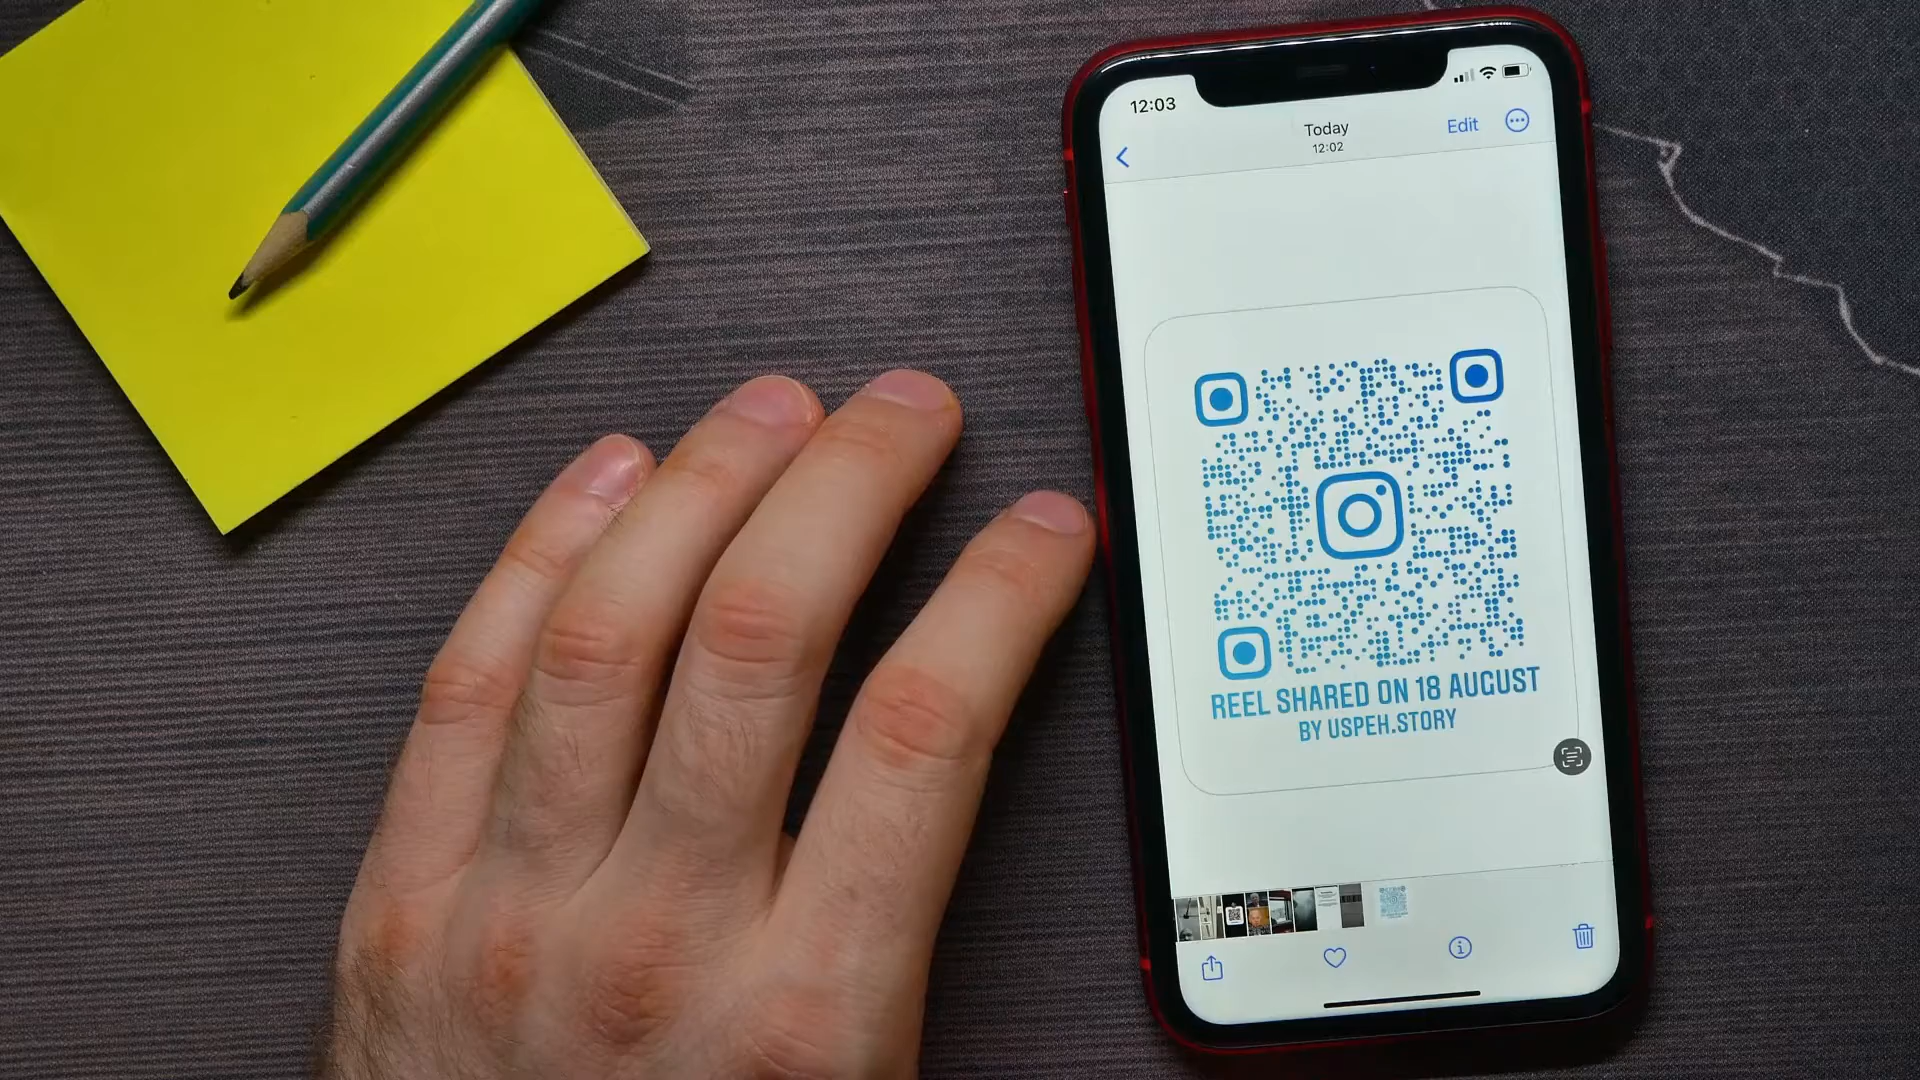 12:03
Today
12:02
Edit
REEL SHARED ON 18 AUGUST
BY USPEH.STORY